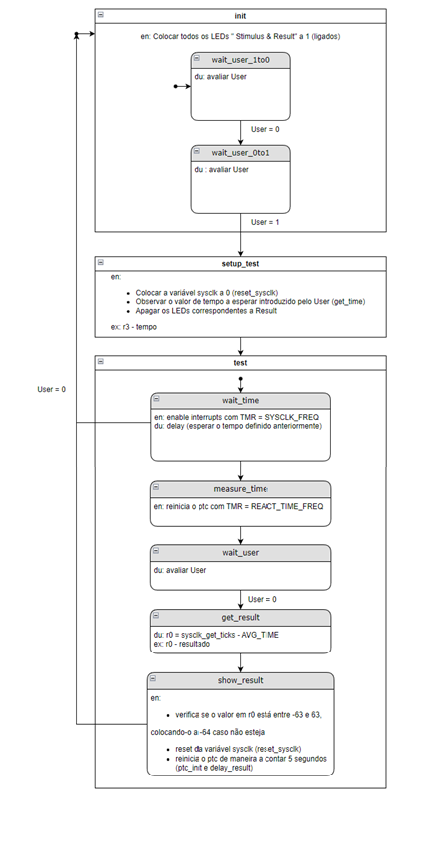 init
en: Colocar todos os LEDs " Stimulus & Result" a 1 (ligados)
wait_user_1to0
du: avaliar User
User = 0
wait_user_0to1
du : avaliar User
User = 1
setup_test
en:
• Colocar a variável sysclk a 0 (reset_sysclk)
• Observar o valor de tempo a esperar introduzido pelo User (get_time)
• Apagar os LEDs correspondentes a Result
ex: r3 - tempo
test
User = 0
wait_time
en: enable interrupts com TMR = SYSCLK_FREQ
du: delay (esperar o tempo definido anteriormente)
measure_time
en: reinicia o ptc com TMR = REACT_TIME_FREQ
wait_user
du: avaliar User
User = 0
get_result
du: r0 = sysclk_get_ticks - AVG_TIME
ex: r0 - resultado
show_result
en:
• verifica se o valor em r0 está entre -63 e 63,
colocando-o a -64 caso não esteja
• reset da variável sysclk (reset_sysclk)
• reinicia o ptc de maneira a contar 5 segundos
(ptc_init e delay_result)